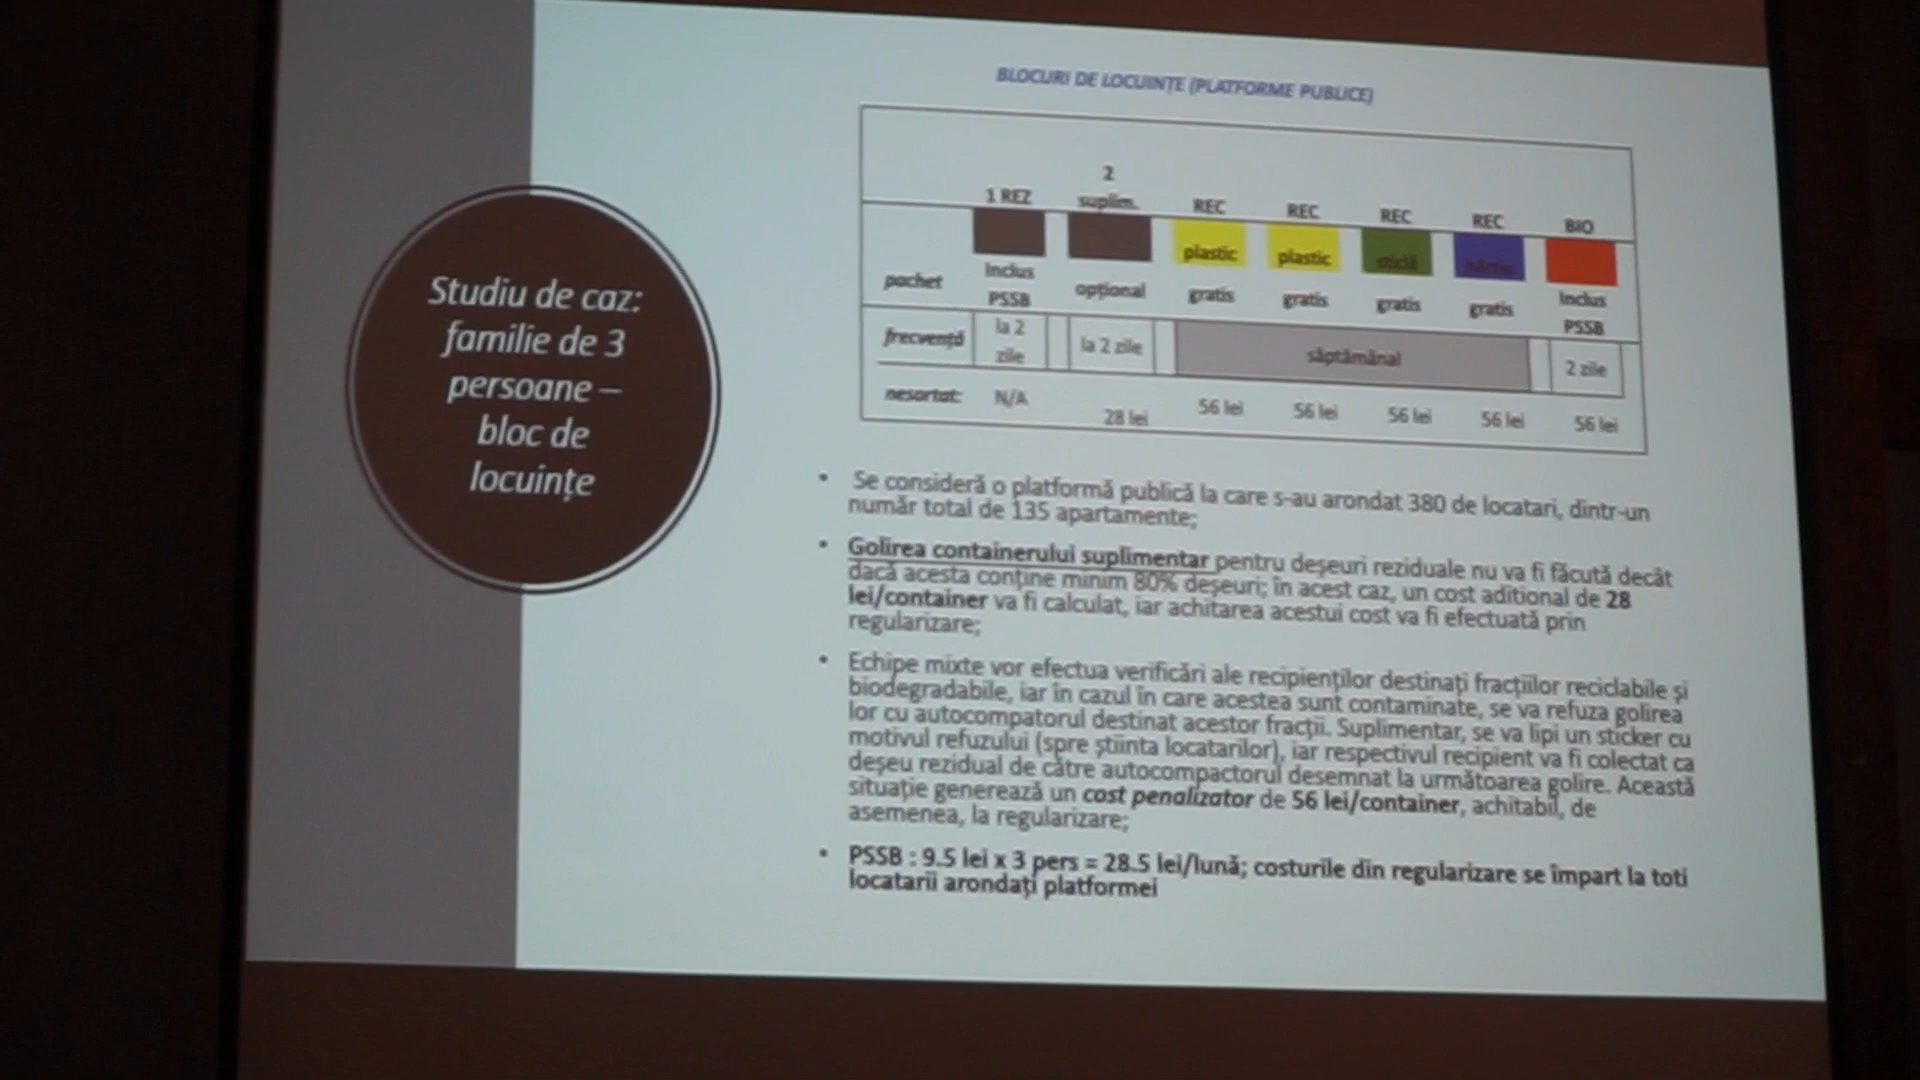 Studiu de caz:
familie de 3
persoane –
bloc de
locuințe
BLOCURI DE LOCUINȚE (PLATFORME PUBLICE)
1 REZ 2 suplim. REC REC REC REC BIO
plastic plastic sticlă hârtie
pachet Inclus PSSB opțional gratis gratis gratis gratis Inclus PSSB
frecvență la 2 zile la 2 zile săptămânal 2 zile
nesortat: N/A 28 lei 56 lei 56 lei 56 lei 56 lei 56 lei
• Se consideră o platformă publică la care s-au arondat 380 de locatari, dintr-un
număr total de 135 apartamente;
• Golirea containerului suplimentar pentru deșeuri reziduale nu va fi făcută decât
dacă acesta conține minim 80% deșeuri; în acest caz, un cost aditional de 28
lei/container va fi calculat, iar achitarea acestui cost va fi efectuată prin
regularizare;
• Echipe mixte vor efectua verificări ale recipienților destinați fracțiilor reciclabile și
biodegradabile, iar în cazul în care acestea sunt contaminate, se va refuza golirea
lor cu autocompatorul destinat acestor fracții. Suplimentar, se va lipi un sticker cu
motivul refuzului (spre știința locatarilor), iar respectivul recipient va fi colectat ca
deșeu rezidual de către autocompactorul desemnat la următoarea golire. Această
situație generează un cost penalizator de 56 lei/container, achitabil, de
asemenea, la regularizare;
• PSSB : 9.5 lei x 3 pers = 28.5 lei/lună; costurile din regularizare se împart la toti
locatarii arondați platformei